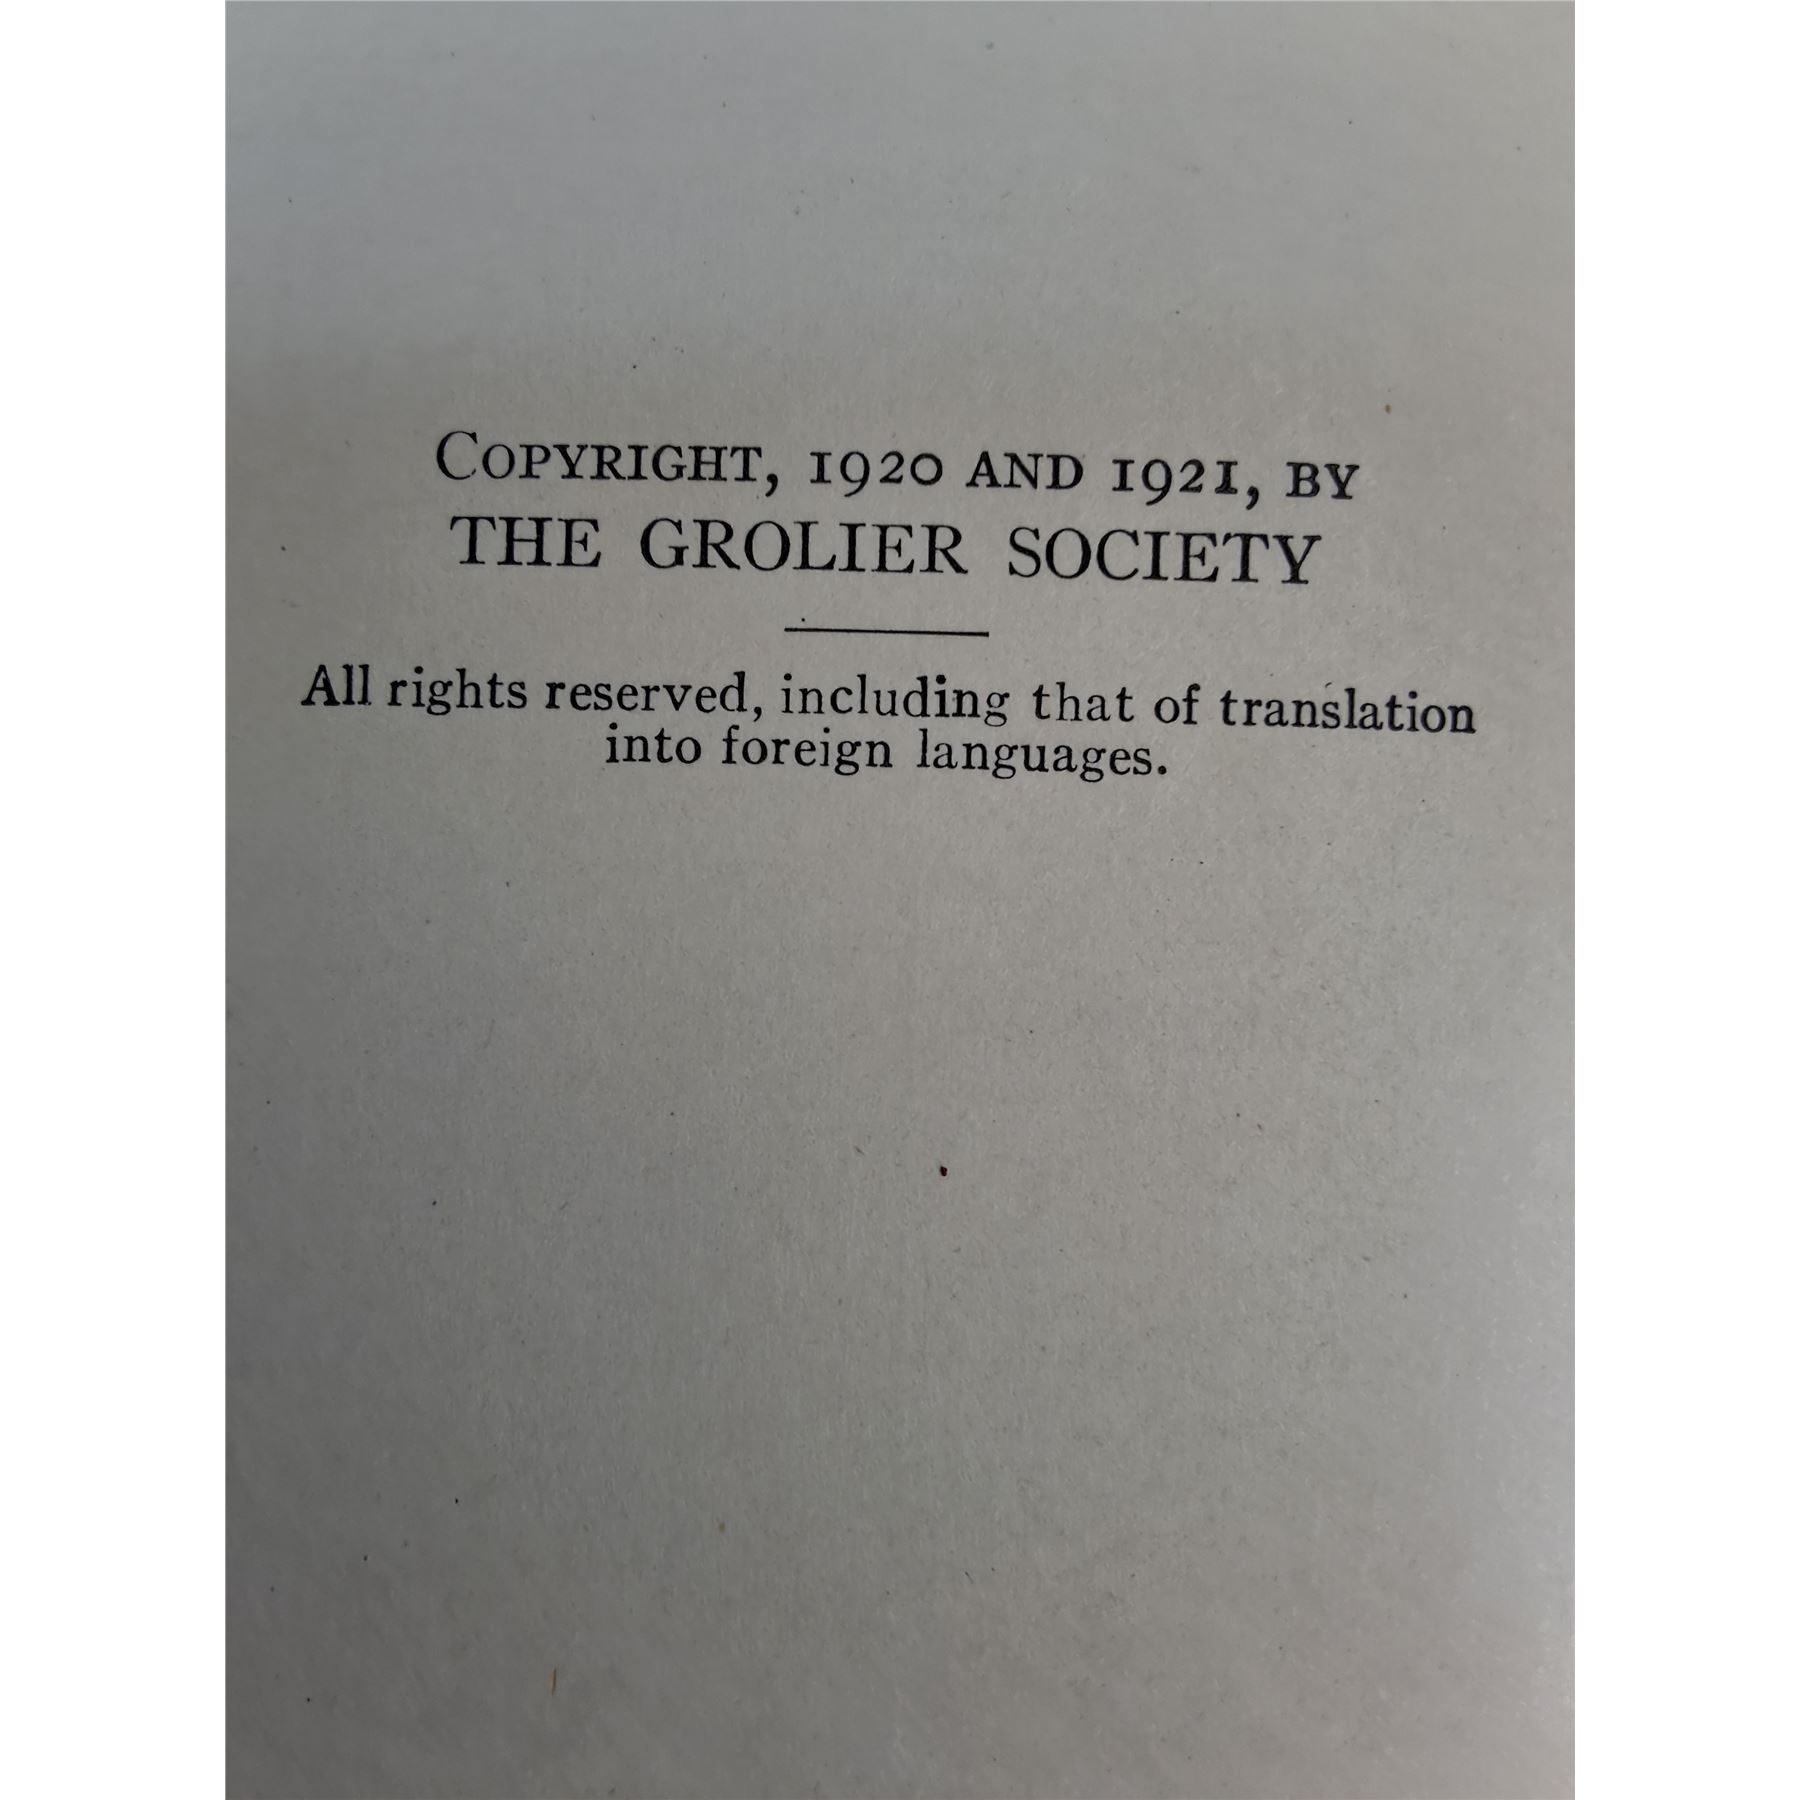 COPYRIGHT, 1920 AND 1921, BY
THE GROLIER SOCIETY
All rights reserved, including that of translation
into foreign languages.